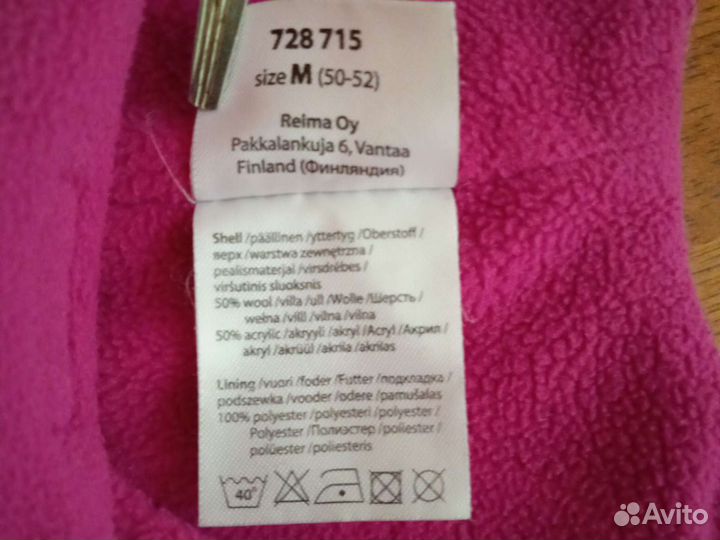 728 715
size M (50-52)
Reima Oy
Pakkalankuja 6, Vantaa
Finland (Финляндия)
Shell /päällinen /yttertyg /Oberstoff /
верх /warstwa zewnętrzna /
pealismaterjal /virsdrēbes /
viršutinis sluoksnis
50% wool /villa /ull /Wolle /Шерсть /
wełna /vill /vilna /vilna
50% acrylic /akryyli /akryl /Acryl /Акрил /
akryl /akrüül /akrila /akrilas
Lining /vuori /foder /Futter /подкладка /
podszewka /vooder /odere /pamušalas
100% polyester /polyesteri /polyester /
Polyester /Полиэстер /poliester /
polüester /poliesteris
40°
Avito